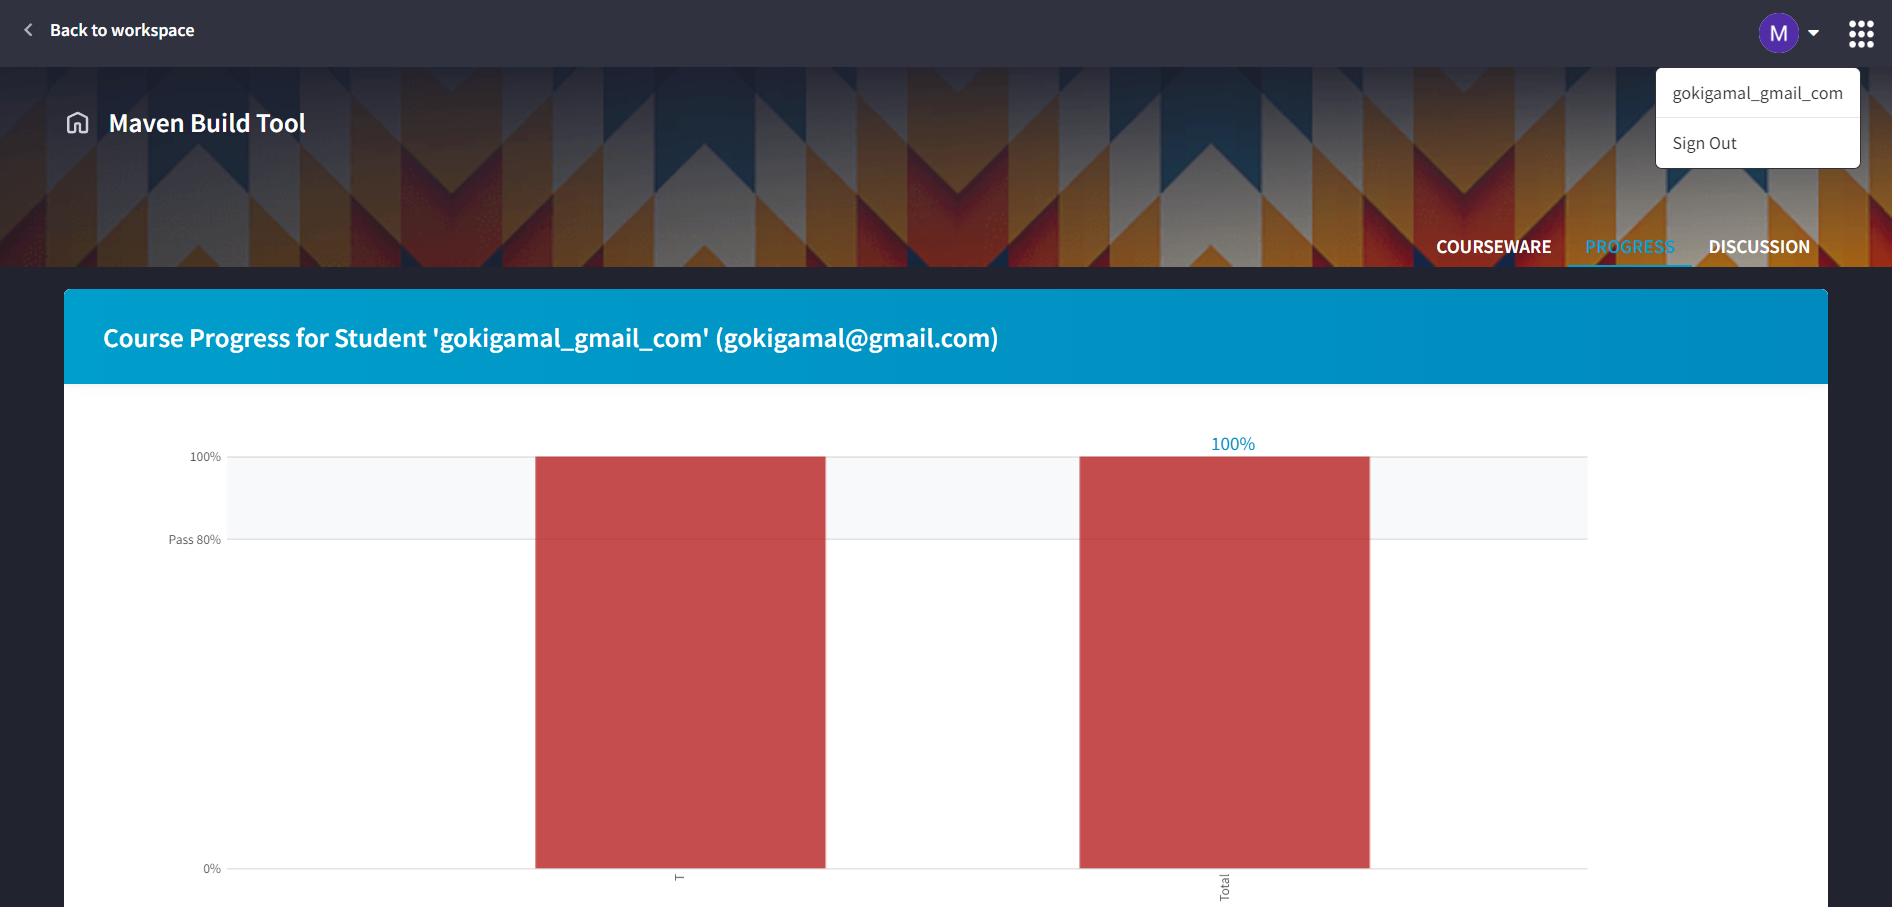 Back to workspace
M
gokigamal_gmail_com
Sign Out
Maven Build Tool
COURSEWARE
PROGRESS
DISCUSSION
Course Progress for Student 'gokigamal_gmail_com' (gokigamal@gmail.com)
100%
100%
Pass 80%
0%
T
Total